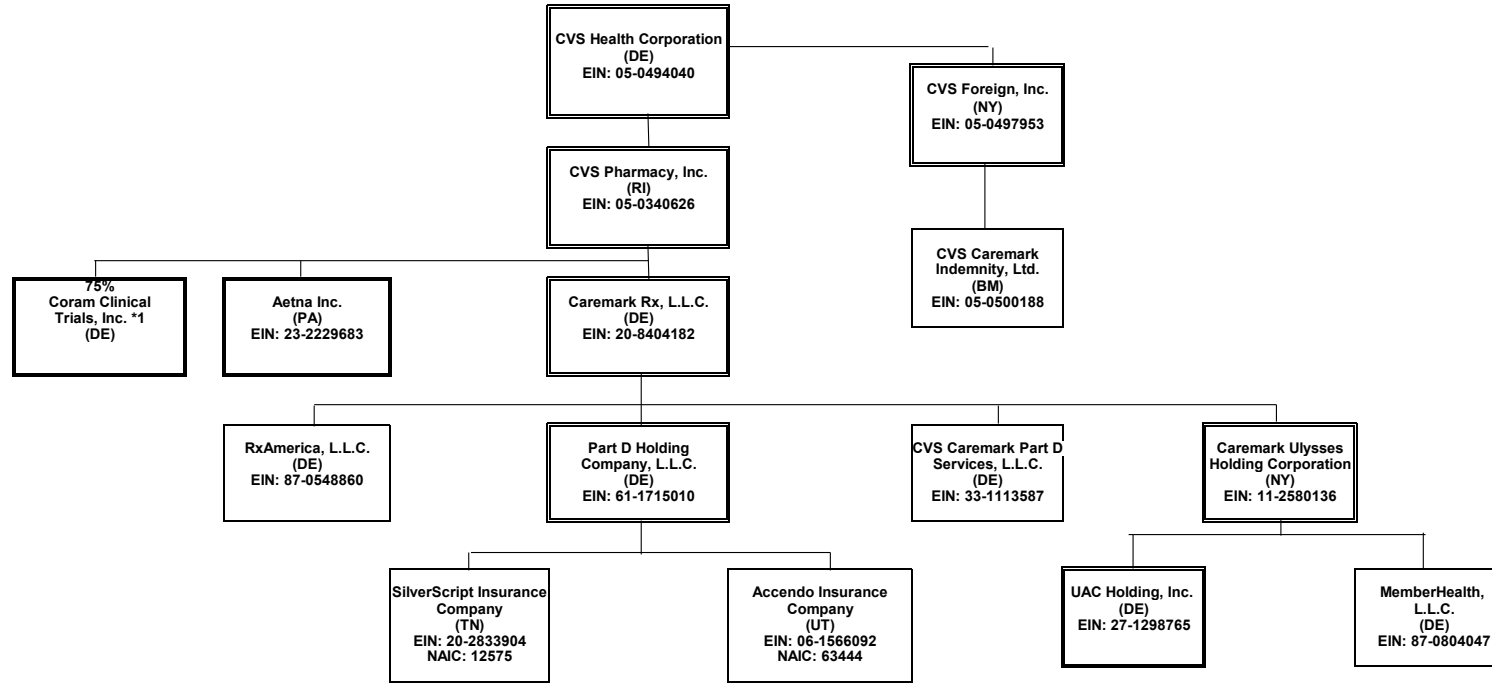 CVS Health Corporation
(DE)
EIN: 05-0494040
CVS Foreign, Inc.
(NY)
EIN: 05-0497953
CVS Pharmacy, Inc.
(RI)
EIN: 05-0340626
CVS Caremark
Indemnity, Ltd.
(BM)
EIN: 05-0500188
75%
Coram Clinical
Trials, Inc. *1
(DE)
Aetna Inc.
(PA)
EIN: 23-2229683
Caremark Rx, L.L.C.
(DE)
EIN: 20-8404182
RxAmerica, L.L.C.
(DE)
EIN: 87-0548860
Part D Holding
Company, L.L.C.
(DE)
EIN: 61-1715010
CVS Caremark Part D
Services, L.L.C.
(DE)
EIN: 33-1113587
Caremark Ulysses
Holding Corporation
(NY)
EIN: 11-2580136
SilverScript Insurance
Company
(TN)
EIN: 20-2833904
NAIC: 12575
Accendo Insurance
Company
(UT)
EIN: 06-1566092
NAIC: 63444
UAC Holding, Inc.
(DE)
EIN: 27-1298765
MemberHealth,
L.L.C.
(DE)
EIN: 87-0804047